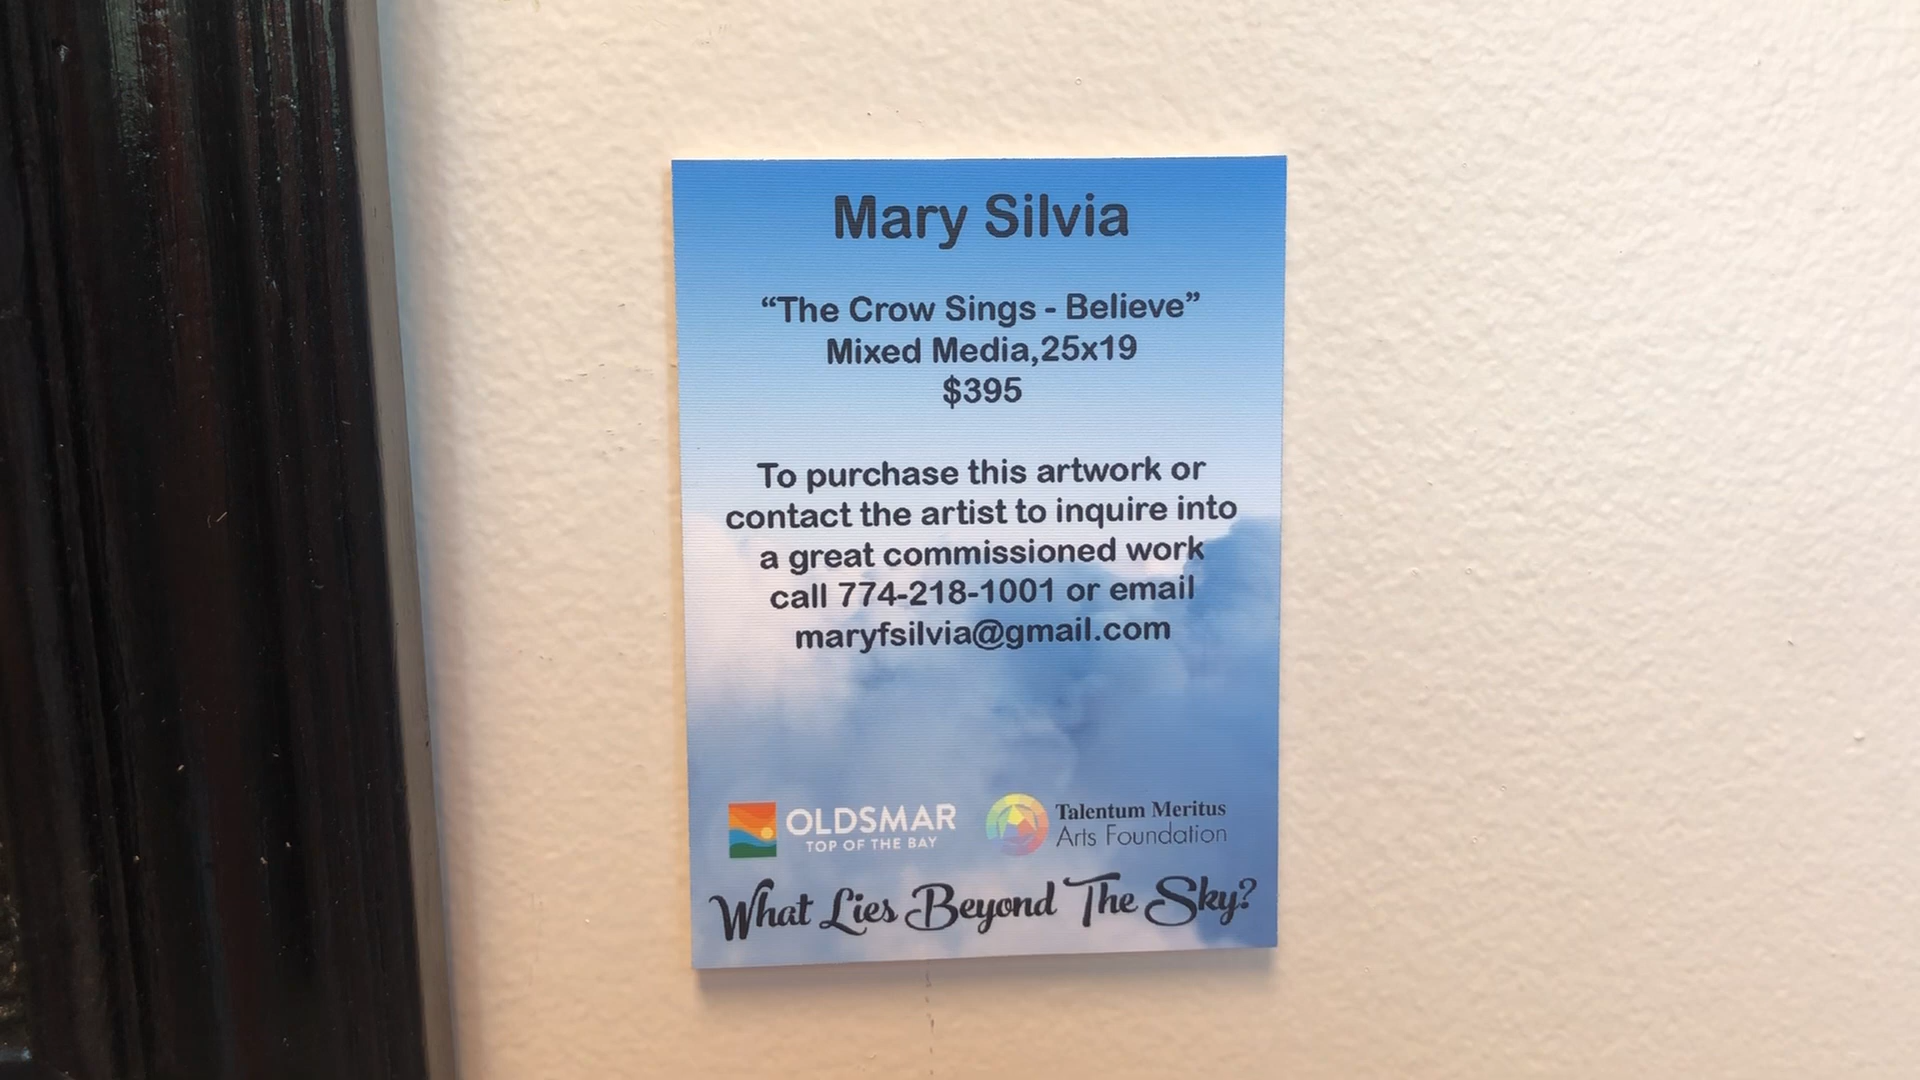 Mary Silvia
“The Crow Sings - Believe”
Mixed Media,25x19
$395
To purchase this artwork or
contact the artist to inquire into
a great commissioned work
call 774-218-1001 or email
maryfsilvia@gmail.com
OLDSMAR
TOP OF THE BAY
Talentum Meritus
Arts Foundation
What Lies Beyond The Sky?